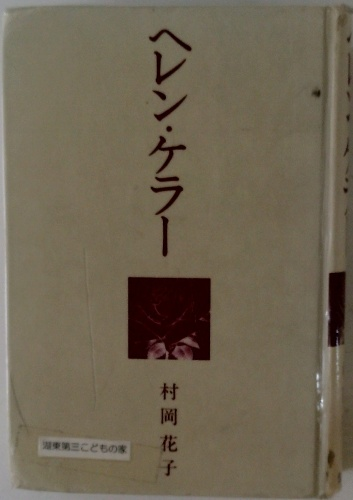 ヘレン・ケラー
村岡花子
湖東第三こどもの家